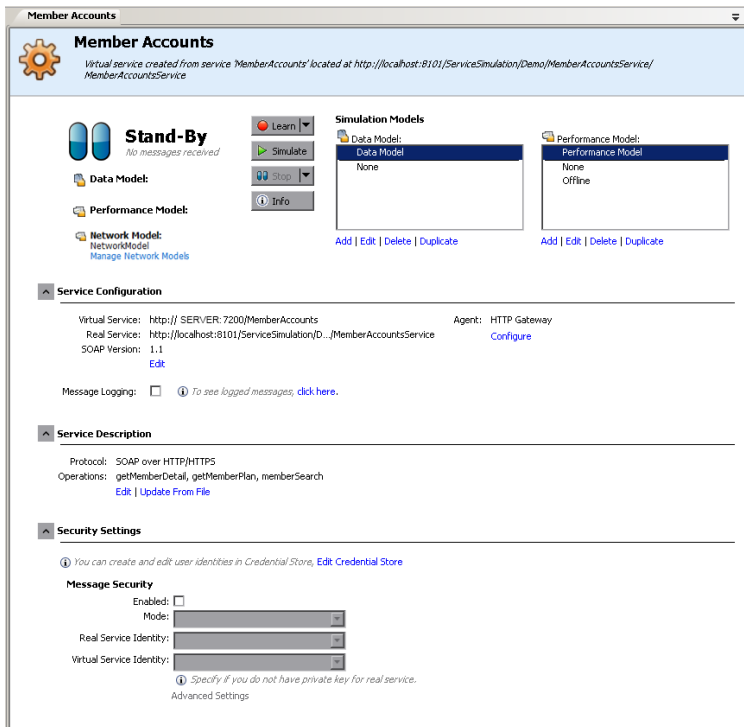 Member Accounts
Member Accounts
Virtual service created from service 'MemberAccounts' located at http://localhost:8101/ServiceSimulation/Demo/MemberAccountsService/
MemberAccountsService
Stand-By
No messages received
Data Model:
Performance Model:
Network Model:
NetworkModel
Manage Network Models
Learn
Simulate
Stop
Info
Simulation Models
Data Model:
Data Model
None
Add | Edit | Delete | Duplicate
Performance Model:
Performance Model
None
Offline
Add | Edit | Delete | Duplicate
Service Configuration
Virtual Service: http:// SERVER:7200/MemberAccounts
Agent: HTTP Gateway
Real Service: http://localhost:8101/ServiceSimulation/D.../MemberAccountsService
Configure
SOAP Version: 1.1
Edit
Message Logging: To see logged messages, click here.
Service Description
Protocol: SOAP over HTTP/HTTPS
Operations: getMemberDetail, getMemberPlan, memberSearch
Edit | Update From File
Security Settings
You can create and edit user identities in Credential Store, Edit Credential Store
Message Security
Enabled:
Mode:
Real Service Identity:
Virtual Service Identity:
Specify if you do not have private key for real service.
Advanced Settings